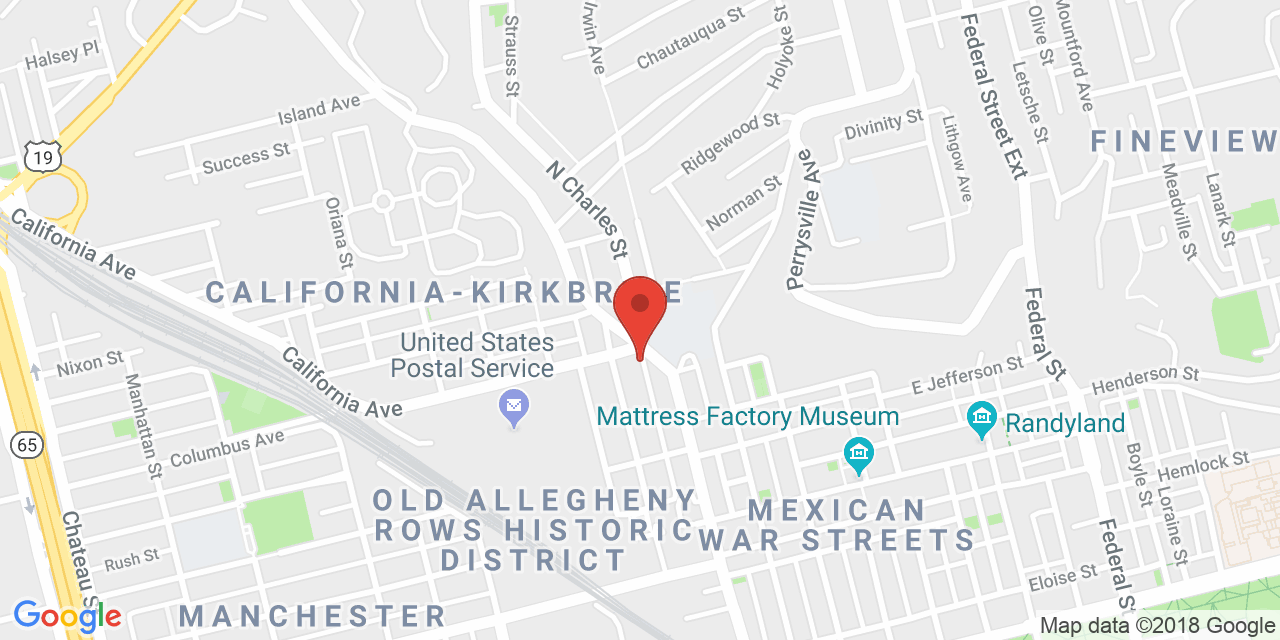 Halsey Pl
Strauss St
Irwin Ave
Chautauqua St
Holyoke St
Federal Street Ext
Olive St
Mountford Ave
Letsche St
Island Ave
Success St
19
N Charles St
Ridgewood St
Divinity St
Lithgow Ave
FINEVIEW
Perrysville Ave
Norman St
Meadville St
Lanark St
Oriana St
California Ave
CALIFORNIA-KIRKBR
E
Federal St
United States
Postal Service
Nixon St
California Ave
Manhattan St
E Jefferson St
Henderson St
Mattress Factory Museum
Randyland
65
Columbus Ave
Boyle St
Hemlock St
Loraine St
OLD ALLEGHENY
ROWS HISTORIC
DISTRICT
MEXICAN
WAR STREETS
Chateau S
Rush St
Federal St
Eloise St
MANCHESTER
Google
Map data ©2018 Google